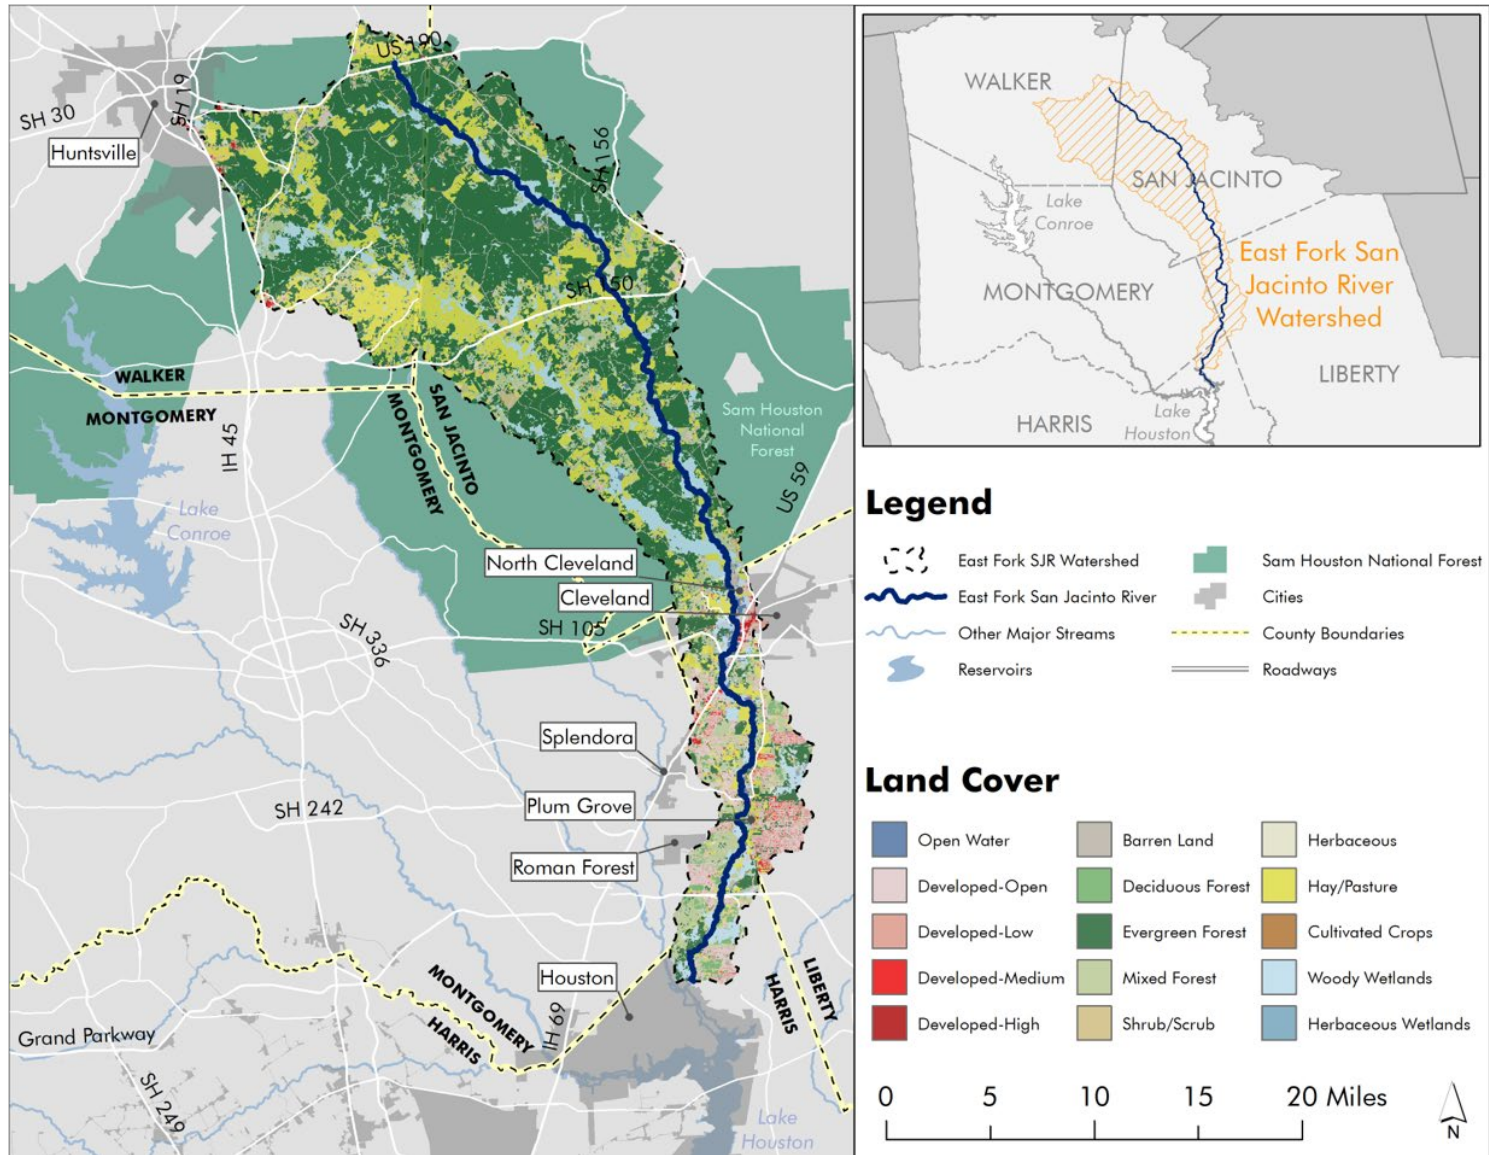 US 190
SH 19
SH 30
Huntsville
SH 156
SH 150
WALKER
MONTGOMERY
SAN JACINTO
MONTGOMERY
IH 45
Sam Houston
National
Forest
US 59
Lake
Conroe
North Cleveland
Cleveland
SH 105
SH 336
Splendora
Plum Grove
SH 242
Roman Forest
Houston
MONTGOMERY
HARRIS
IH 69
LIBERTY
HARRIS
Grand Parkway
SH 249
Lake
Houston
WALKER
SAN JACINTO
Lake
Conroe
MONTGOMERY
East Fork San
Jacinto River
Watershed
LIBERTY
HARRIS
Lake
Houston
Legend
East Fork SJR Watershed
East Fork San Jacinto River
Other Major Streams
Reservoirs
Sam Houston National Forest
Cities
County Boundaries
Roadways
Land Cover
Open Water
Developed-Open
Developed-Low
Developed-Medium
Developed-High
Barren Land
Deciduous Forest
Evergreen Forest
Mixed Forest
Shrub/Scrub
Herbaceous
Hay/Pasture
Cultivated Crops
Woody Wetlands
Herbaceous Wetlands
0 5 10 15 20 Miles
N